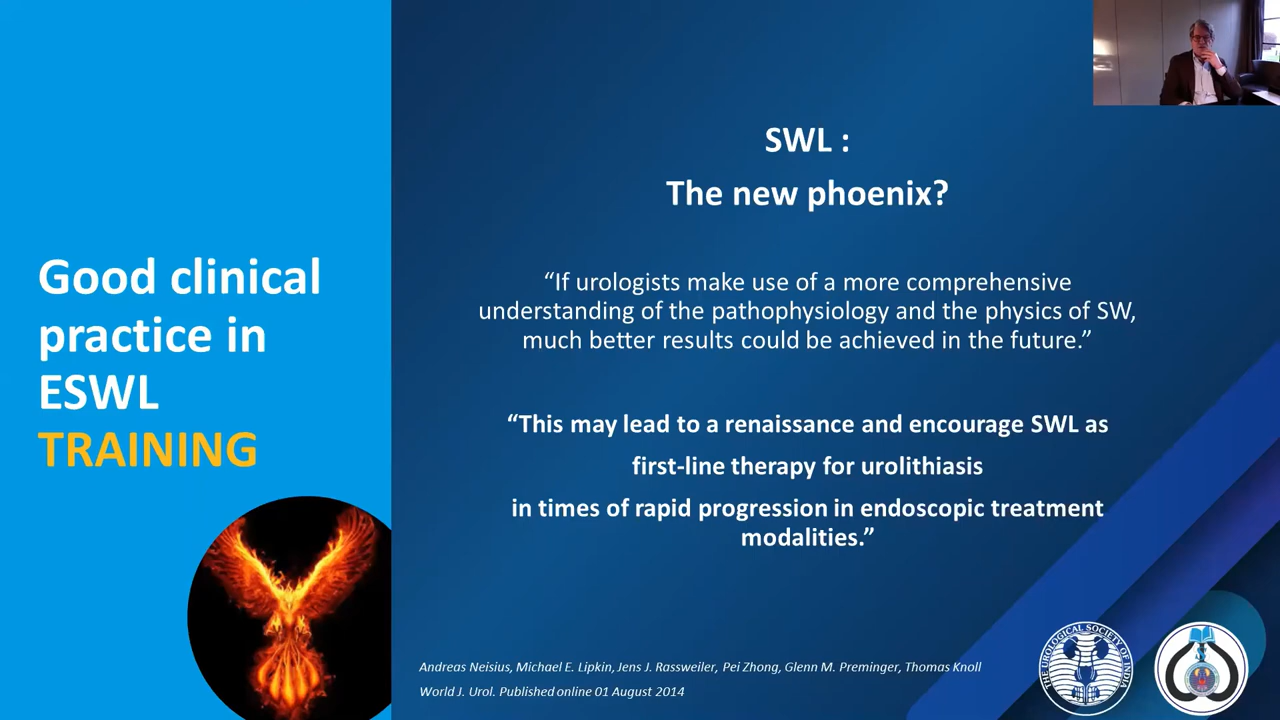 Good clinical
practice in
ESWL
TRAINING
SWL :
The new phoenix?
“If urologists make use of a more comprehensive
understanding of the pathophysiology and the physics of SW,
much better results could be achieved in the future.”
“This may lead to a renaissance and encourage SWL as
first-line therapy for urolithiasis
in times of rapid progression in endoscopic treatment
modalities.”
Andreas Neisius, Michael E. Lipkin, Jens J. Rassweiler, Pei Zhong, Glenn M. Preminger, Thomas Knoll
World J. Urol. Published online 01 August 2014
THE UROLOGICAL SOCIETY OF INDIA